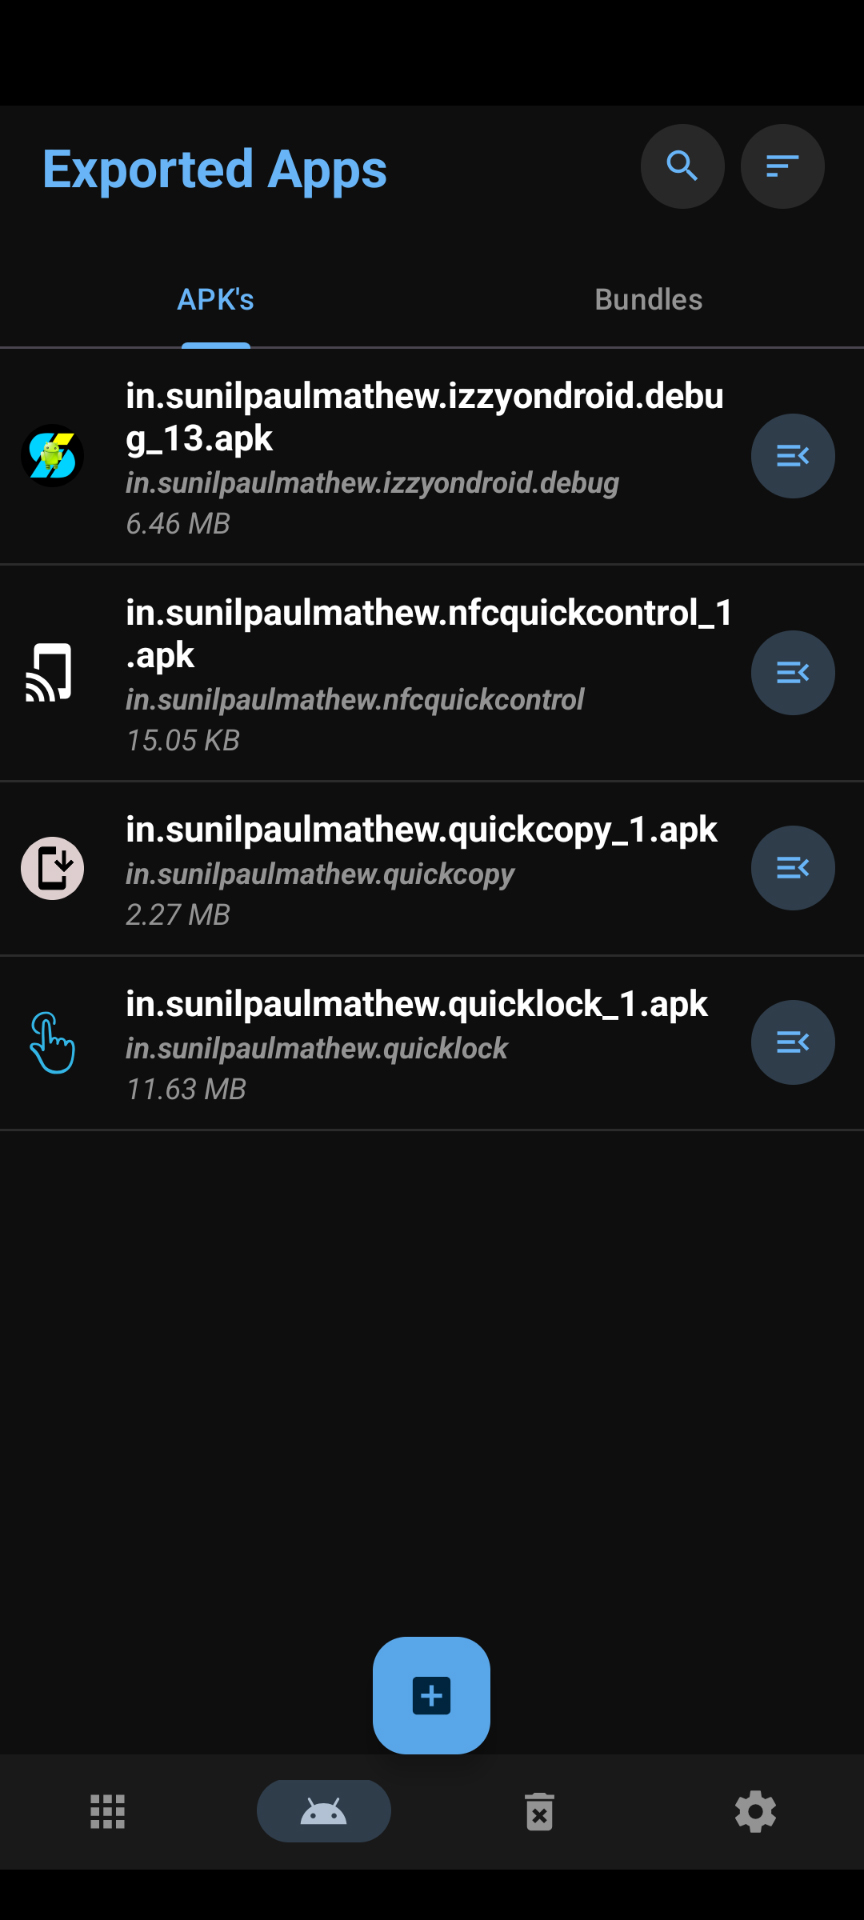 Exported Apps
APK's
Bundles
in.sunilpaulmathew.izzyondroid.debu
g_13.apk
in.sunilpaulmathew.izzyondroid.debug
6.46 MB
in.sunilpaulmathew.nfcquickcontrol_1
.apk
in.sunilpaulmathew.nfcquickcontrol
15.05 KB
in.sunilpaulmathew.quickcopy_1.apk
in.sunilpaulmathew.quickcopy
2.27 MB
in.sunilpaulmathew.quicklock_1.apk
in.sunilpaulmathew.quicklock
11.63 MB